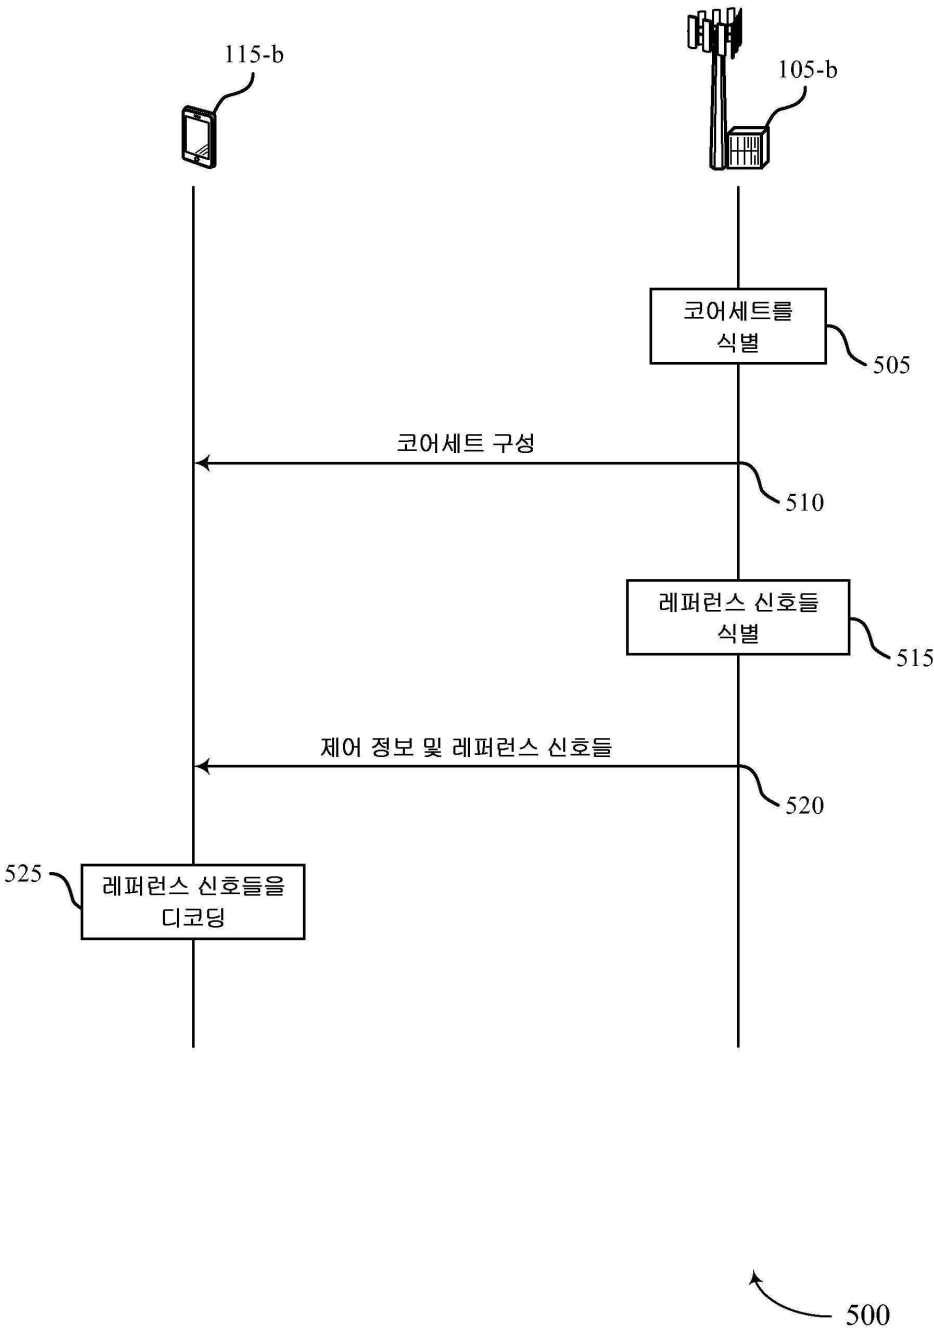 115-b
105-b
코어세트를
식별
505
코어세트 구성
510
레퍼런스 신호들
식별
515
제어 정보 및 레퍼런스 신호들
520
525
레퍼런스 신호들을
디코딩
500